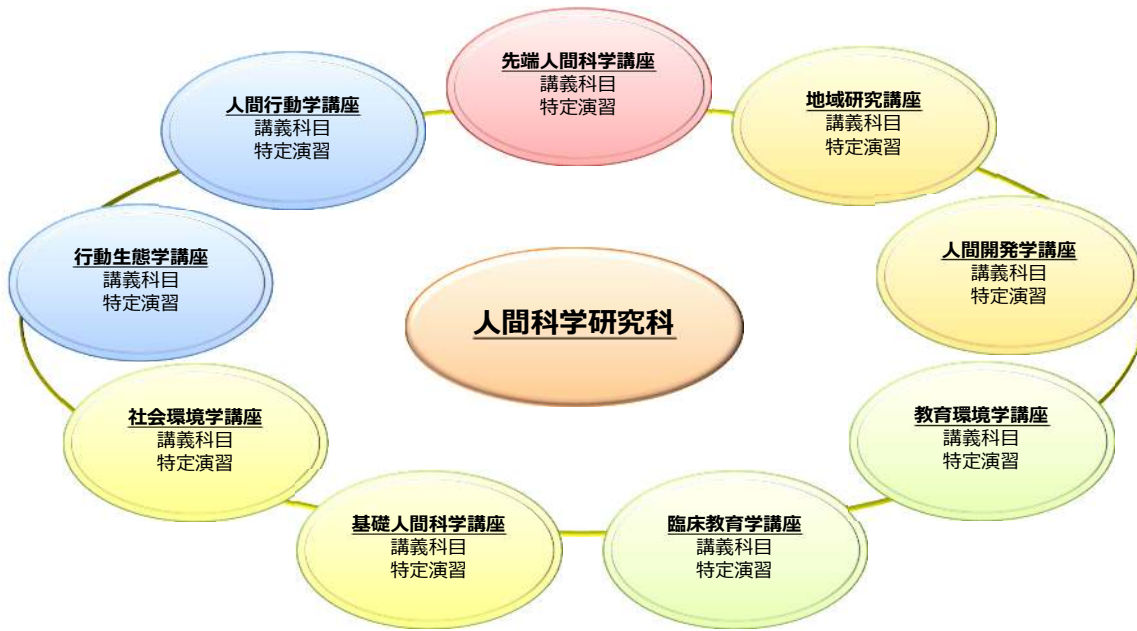 先端人間科学講座
講義科目
特定演習
地域研究講座
講義科目
特定演習
人間開発学講座
講義科目
特定演習
教育環境学講座
講義科目
特定演習
臨床教育学講座
講義科目
特定演習
基礎人間科学講座
講義科目
特定演習
社会環境学講座
講義科目
特定演習
行動生態学講座
講義科目
特定演習
人間行動学講座
講義科目
特定演習
人間科学研究科